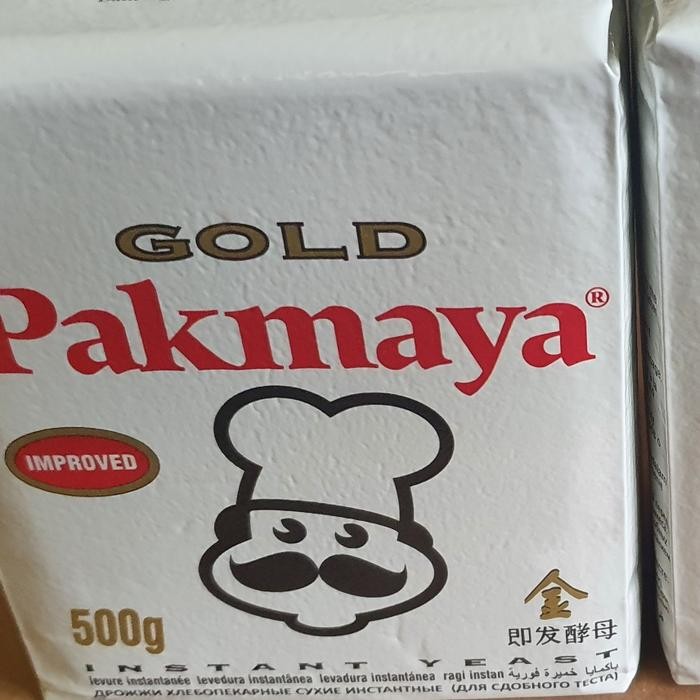 GOLD
Pakmaya®
IMPROVED
金
500g
即发酵母
INSTANT YEAST
levure instantanée levedura instantânea levadura instantánea ragi instan باكمايا خميرة فورية
ДРОЖЖИ ХЛЕБОПЕКАРНЫЕ СУХИЕ ИНСТАНТНЫЕ (ДЛЯ СДОБНОГО ТЕСТА)